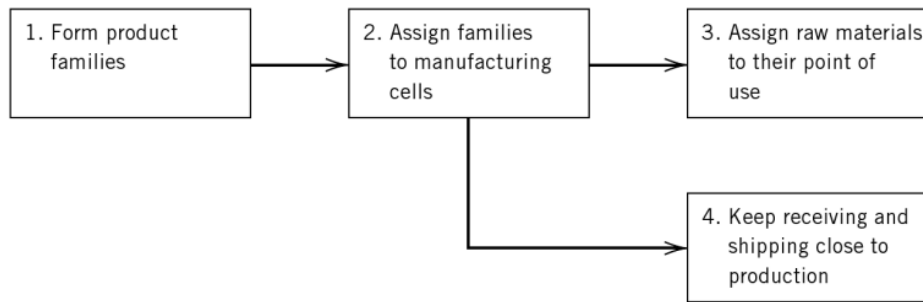 1. Form product
families
2. Assign families
to manufacturing
cells
3. Assign raw materials
to their point of
use
4. Keep receiving and
shipping close to
production